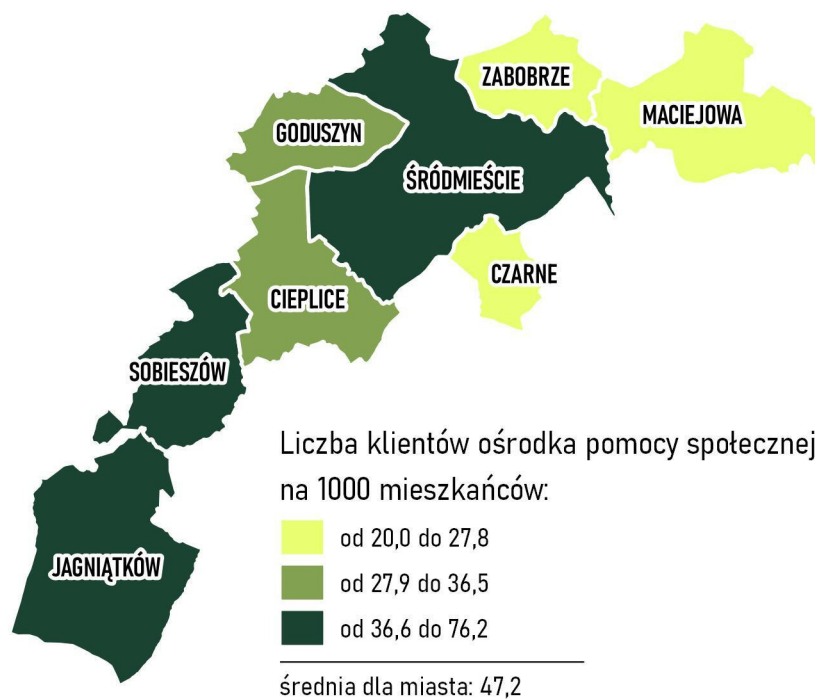 ZABOBRZE
MACIEJOWA
GODUSZYN
ŚRÓDMIEŚCIE
CZARNE
CIEPLICE
SOBIESZÓW
JAGNIĄTKÓW
Liczba klientów ośrodka pomocy społecznej
na 1000 mieszkańców:
od 20,0 do 27,8
od 27,9 do 36,5
od 36,6 do 76,2
średnia dla miasta: 47,2